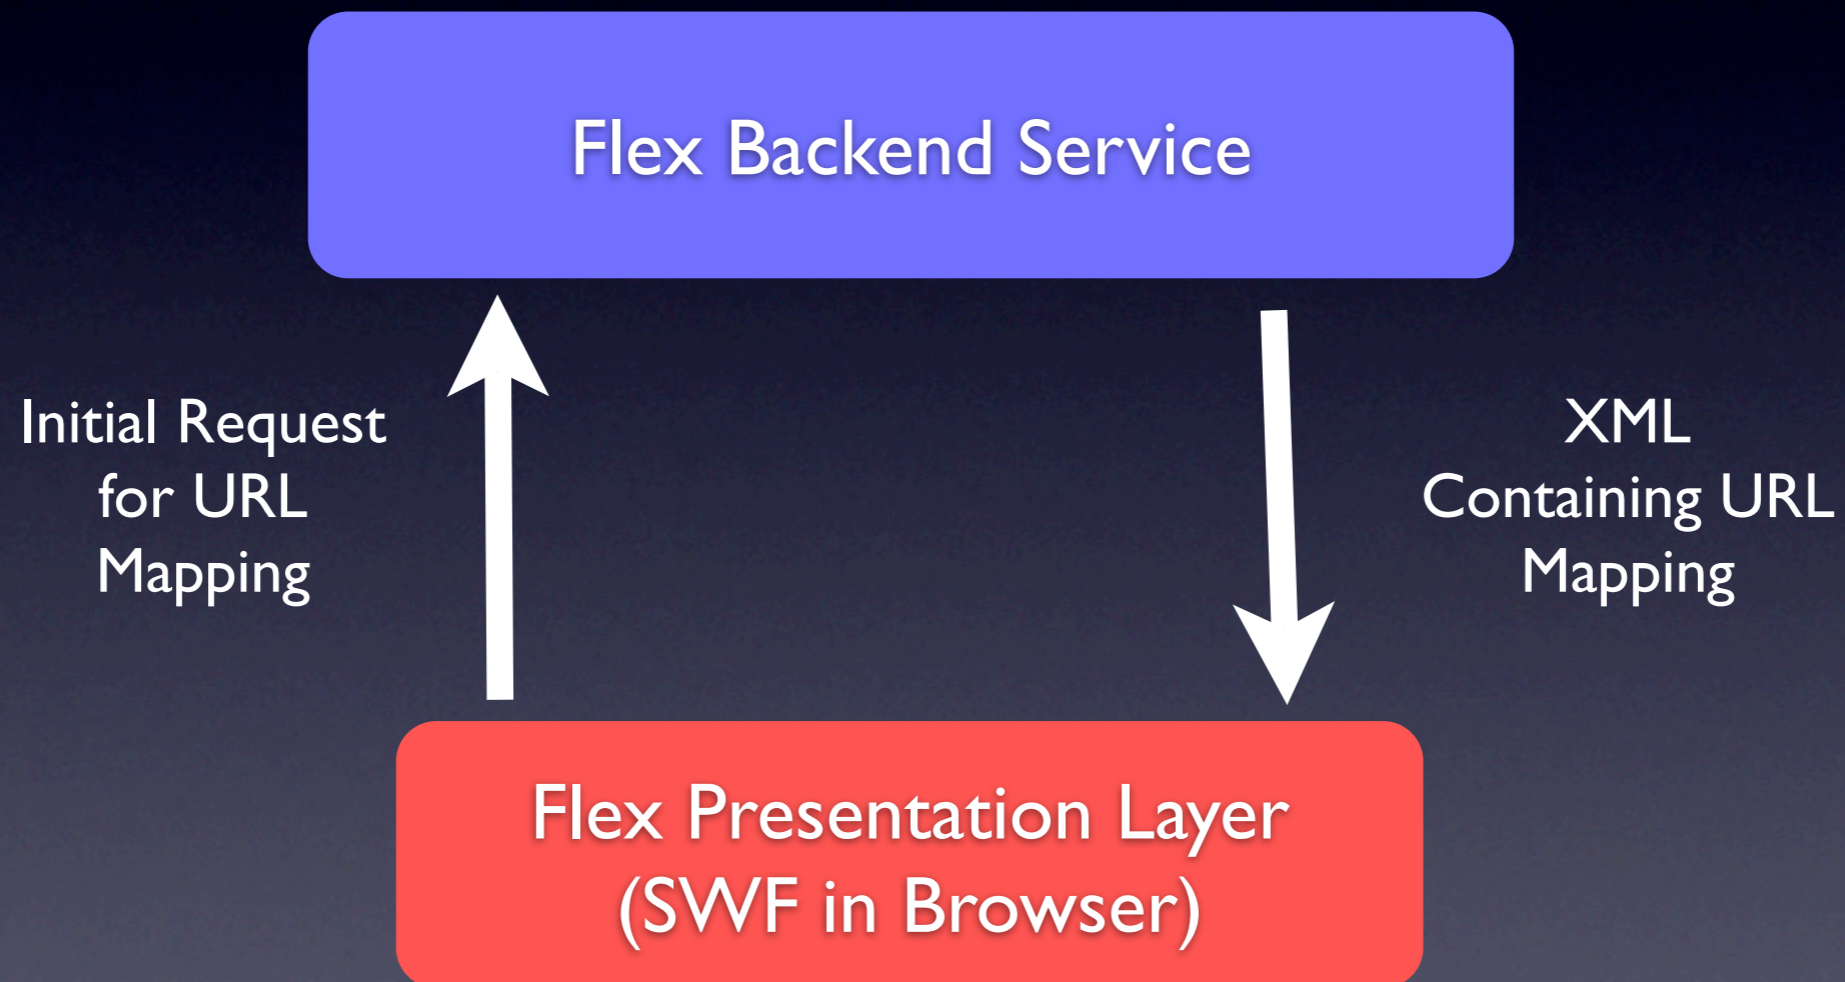 Flex Backend Service
Initial Request
for URL
Mapping
XML
Containing URL
Mapping
Flex Presentation Layer
(SWF in Browser)